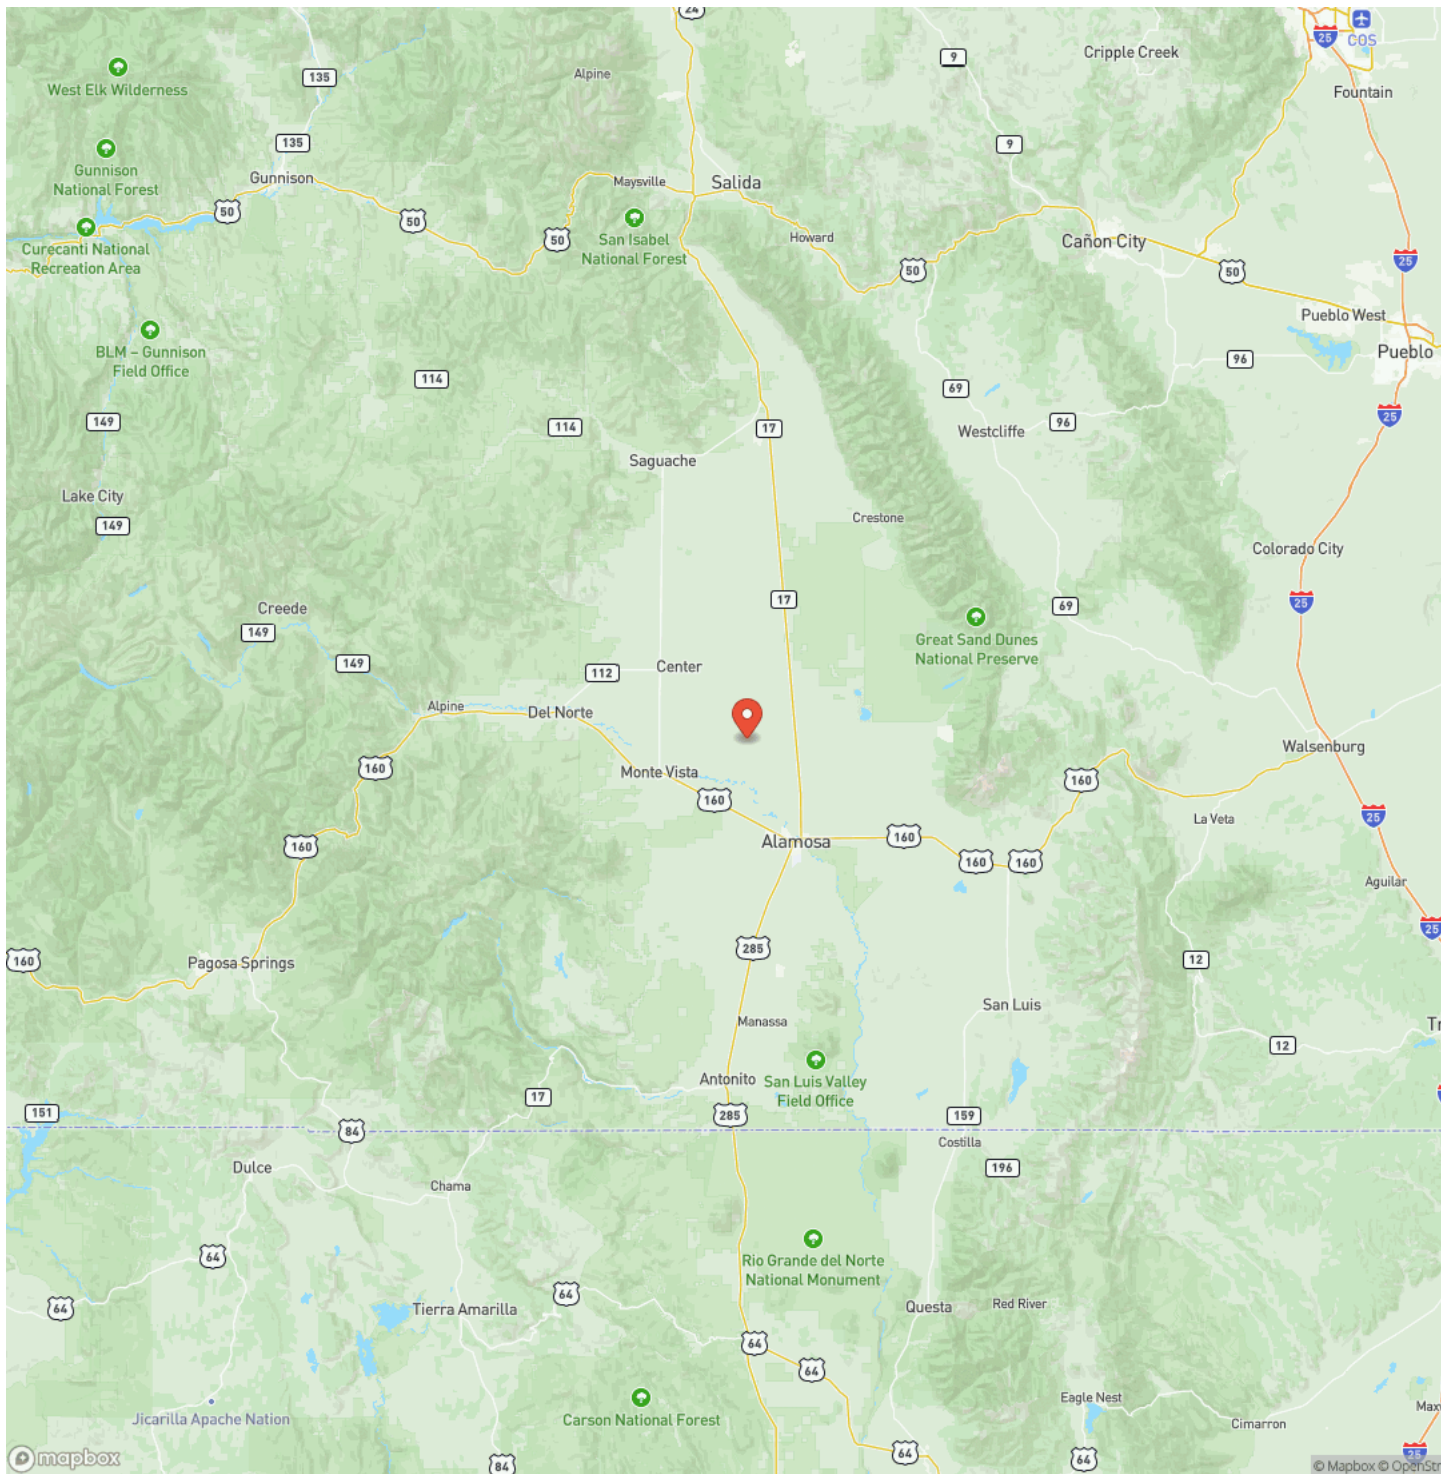 24
COS
25
Cripple Creek
9
West Elk Wilderness
135
Alpine
Fountain
135
9
Gunnison
National Forest
Gunnison
Maysville
Salida
50
50
50
San Isabel
National Forest
Howard
Cañon City
Curecanti National
Recreation Area
50
50
25
BLM – Gunnison
Field Office
Pueblo West
Pueblo
96
114
69
25
149
114
17
Westcliffe
96
Saguache
Lake City
149
Crestone
Colorado City
17
69
25
Creede
149
Great Sand Dunes
National Preserve
149
Center
112
Alpine
Del Norte
Walsenburg
160
Monte Vista
160
160
La Veta
25
160
Alamosa
160
160
160
Aguilar
25
285
160
Pagosa Springs
12
San Luis
Manassa
Tr
12
Antonito
San Luis Valley
Field Office
17
151
285
159
84
Costilla
Dulce
196
Chama
64
Rio Grande del Norte
National Monument
64
64
Tierra Amarilla
Questa
Red River
64
64
Jicarilla Apache Nation
Carson National Forest
Eagle Nest
Cimarron
Max
mapbox
84
64
64
25
© Mapbox © OpenStr